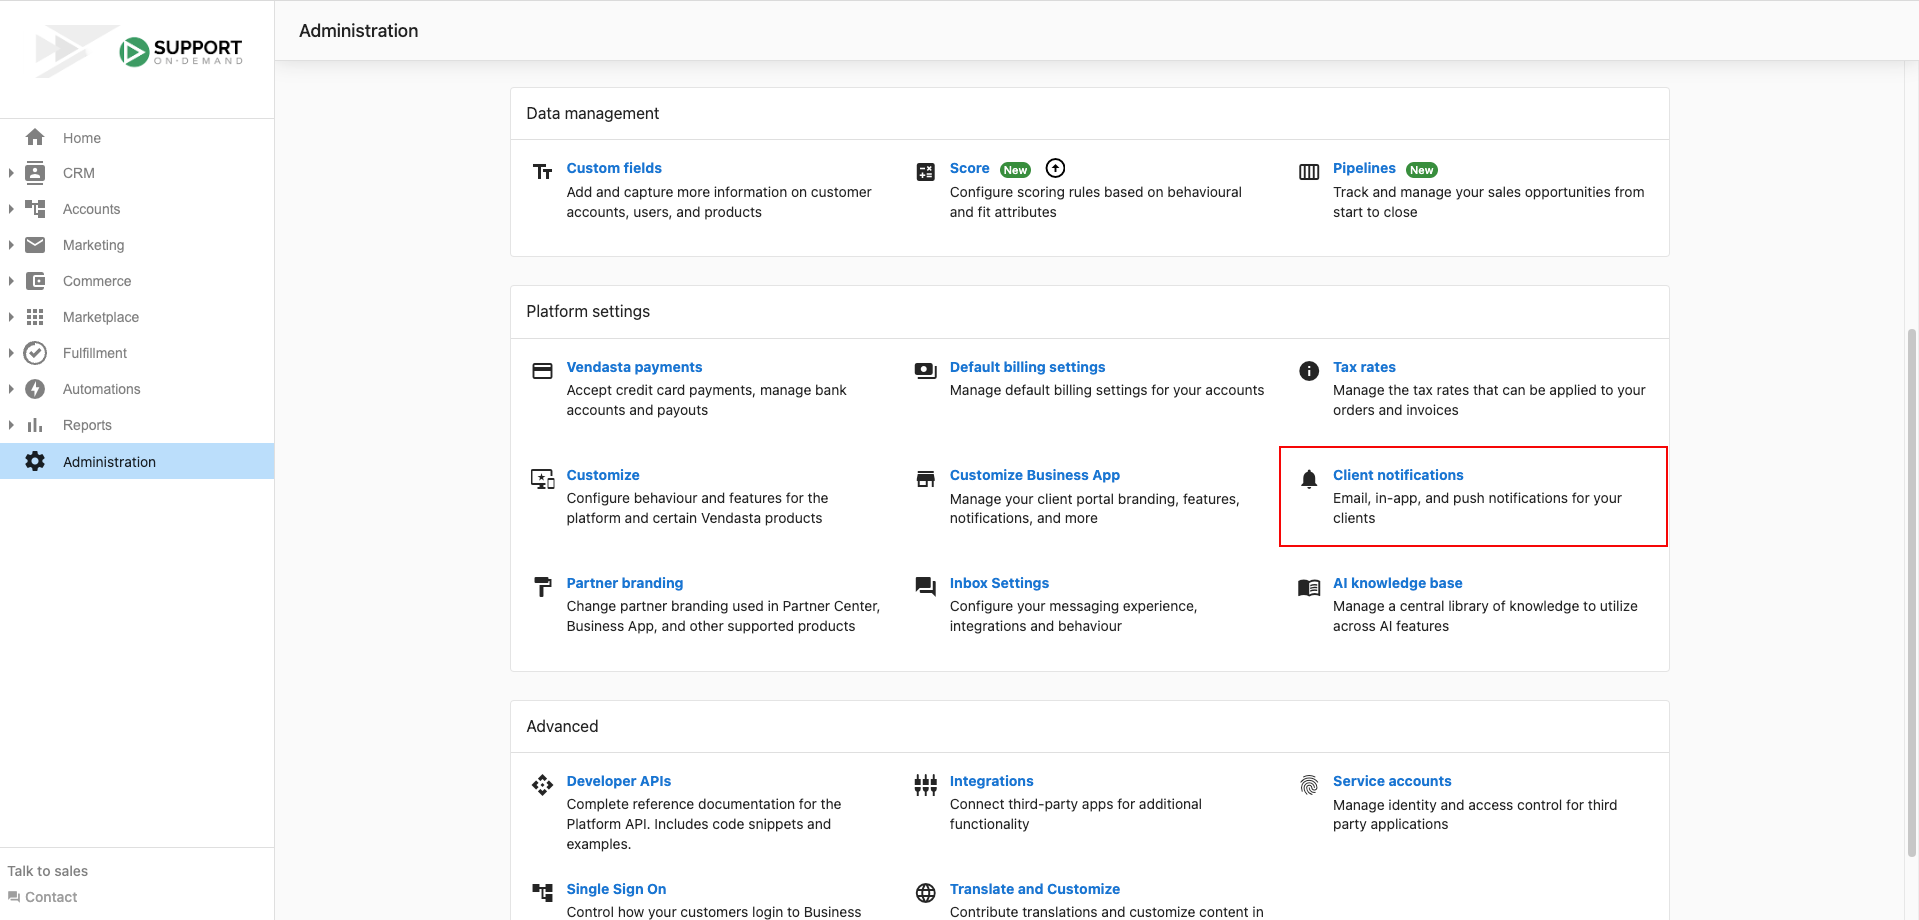 SUPPORT
ON-DEMAND
Administration
Home
CRM
Accounts
Marketing
Commerce
Marketplace
Fulfillment
Automations
Reports
Administration
Talk to sales
Contact
Data management
Custom fields
Add and capture more information on customer
accounts, users, and products
Score New
Configure scoring rules based on behavioural
and fit attributes
Pipelines New
Track and manage your sales opportunities from
start to close
Platform settings
Vendasta payments
Accept credit card payments, manage bank
accounts and payouts
Default billing settings
Manage default billing settings for your accounts
Tax rates
Manage the tax rates that can be applied to your
orders and invoices
Customize
Configure behaviour and features for the
platform and certain Vendasta products
Customize Business App
Manage your client portal branding, features,
notifications, and more
Client notifications
Email, in-app, and push notifications for your
clients
Partner branding
Change partner branding used in Partner Center,
Business App, and other supported products
Inbox Settings
Configure your messaging experience,
integrations and behaviour
AI knowledge base
Manage a central library of knowledge to utilize
across AI features
Advanced
Developer APIs
Complete reference documentation for the
Platform API. Includes code snippets and
examples.
Integrations
Connect third-party apps for additional
functionality
Service accounts
Manage identity and access control for third
party applications
Single Sign On
Control how your customers login to Business
Translate and Customize
Contribute translations and customize content in